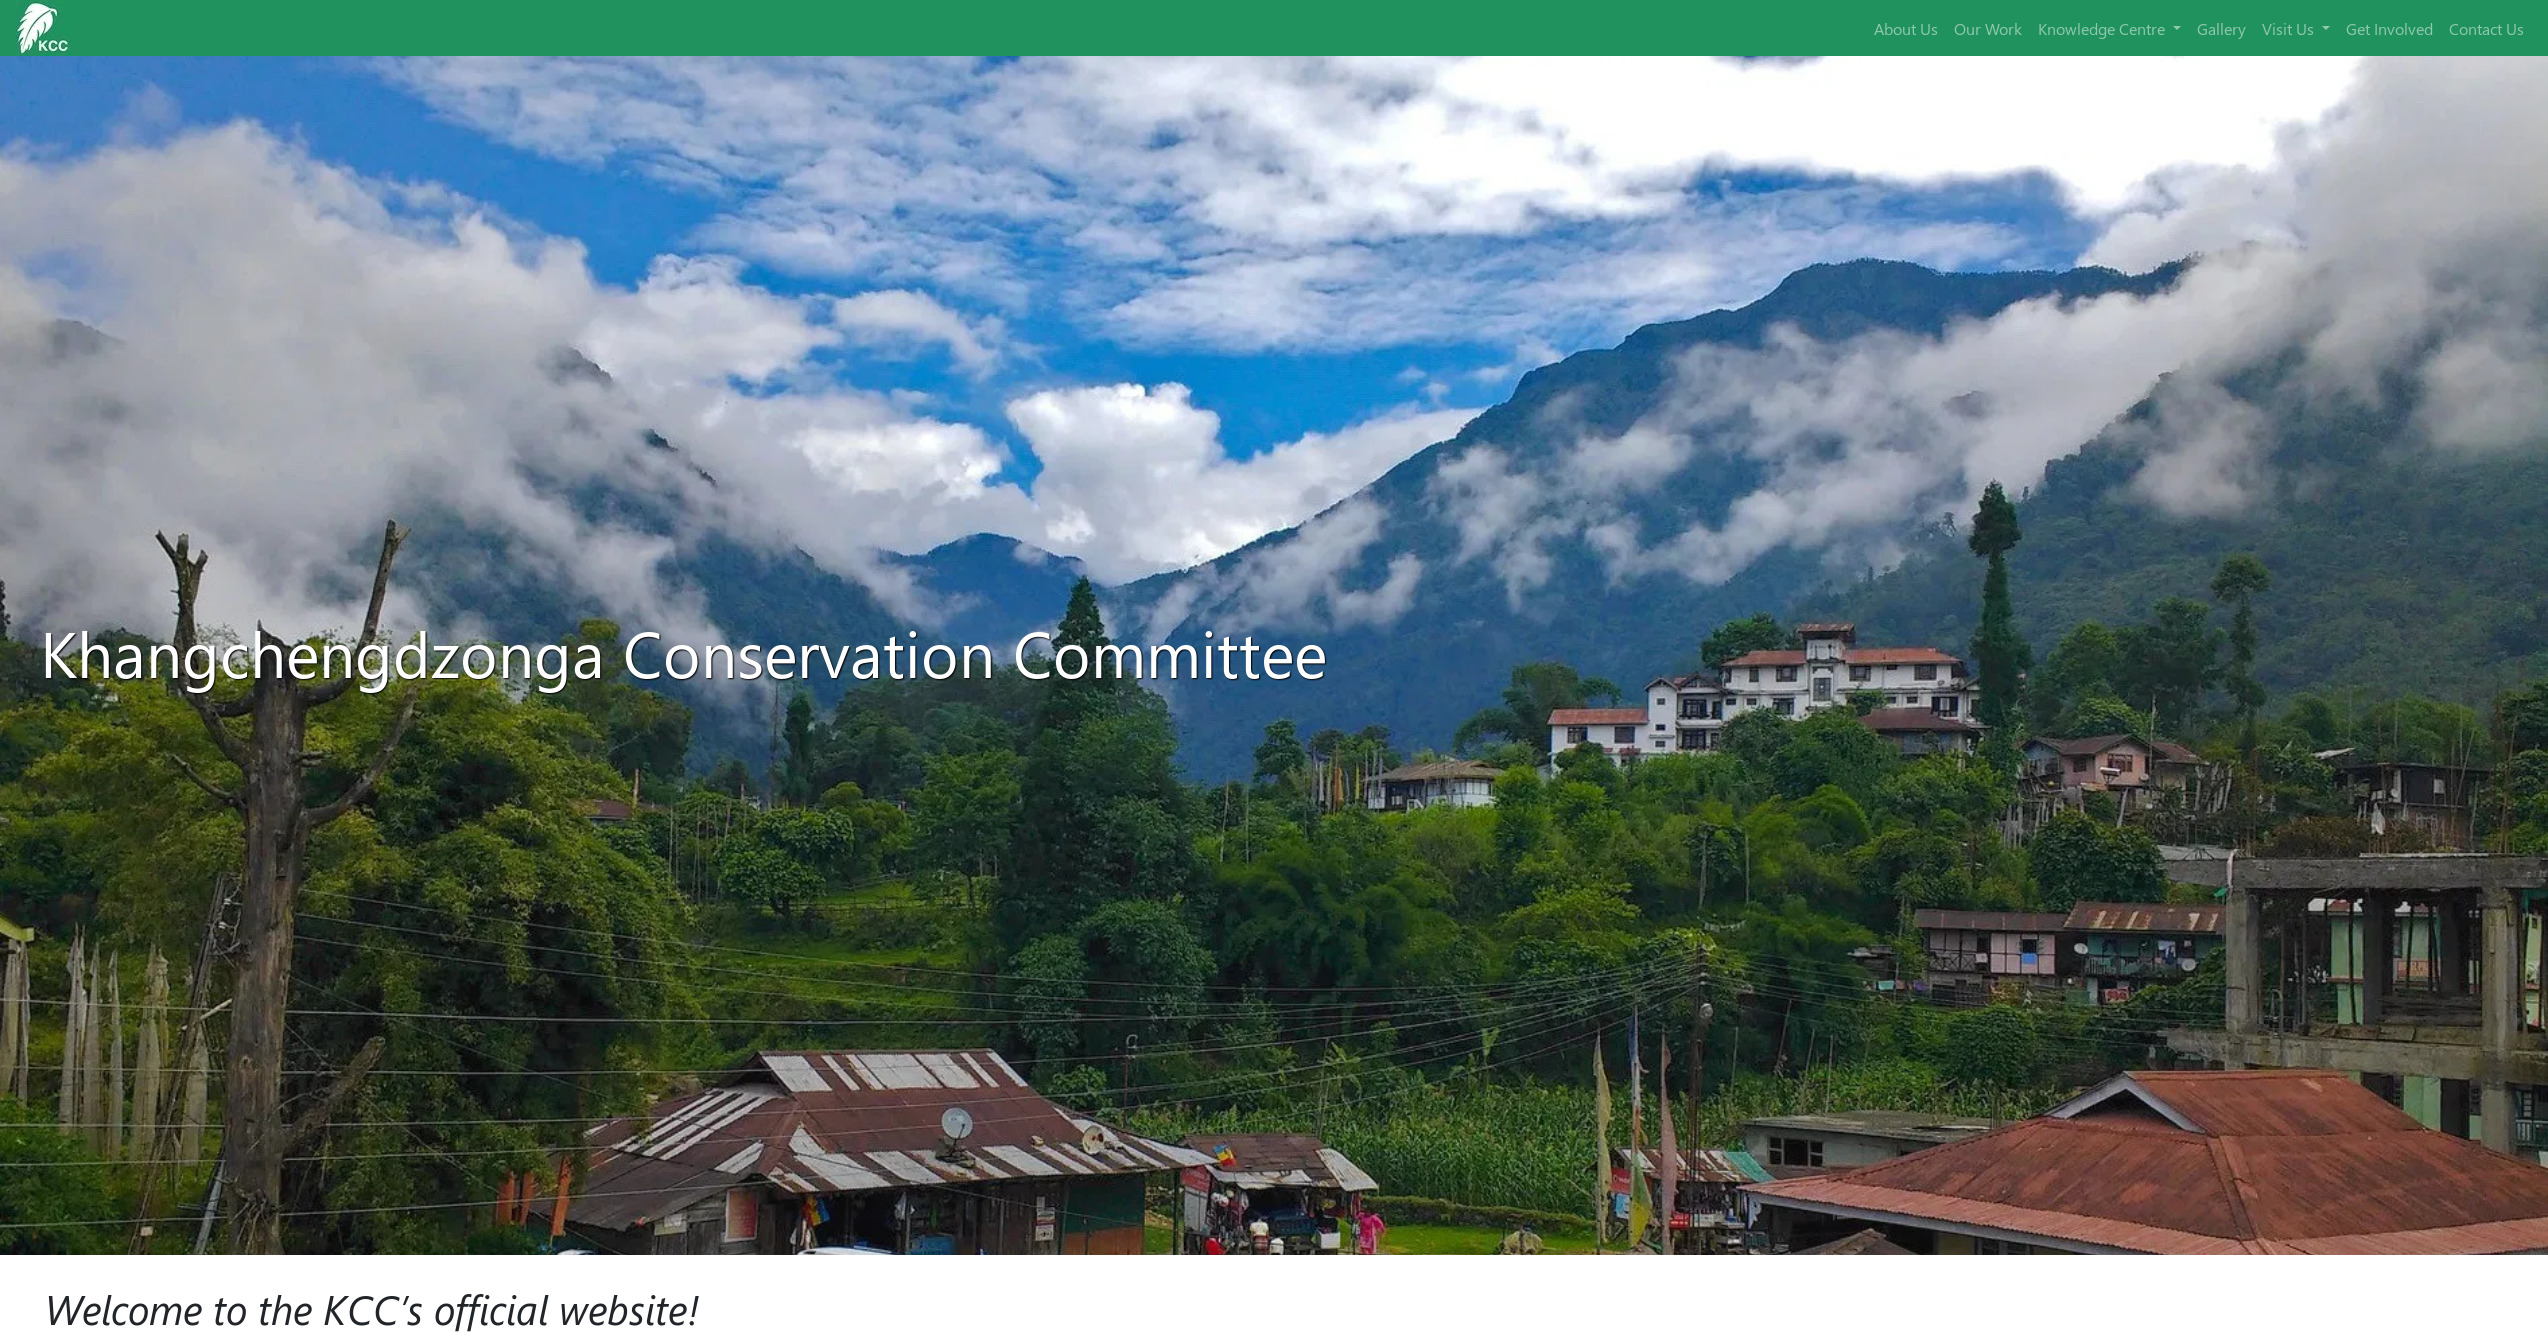 KCC
About Us Our Work Knowledge Centre Gallery Visit Us Get Involved Contact Us
Khangchengdzonga Conservation Committee
Welcome to the KCC’s official website!